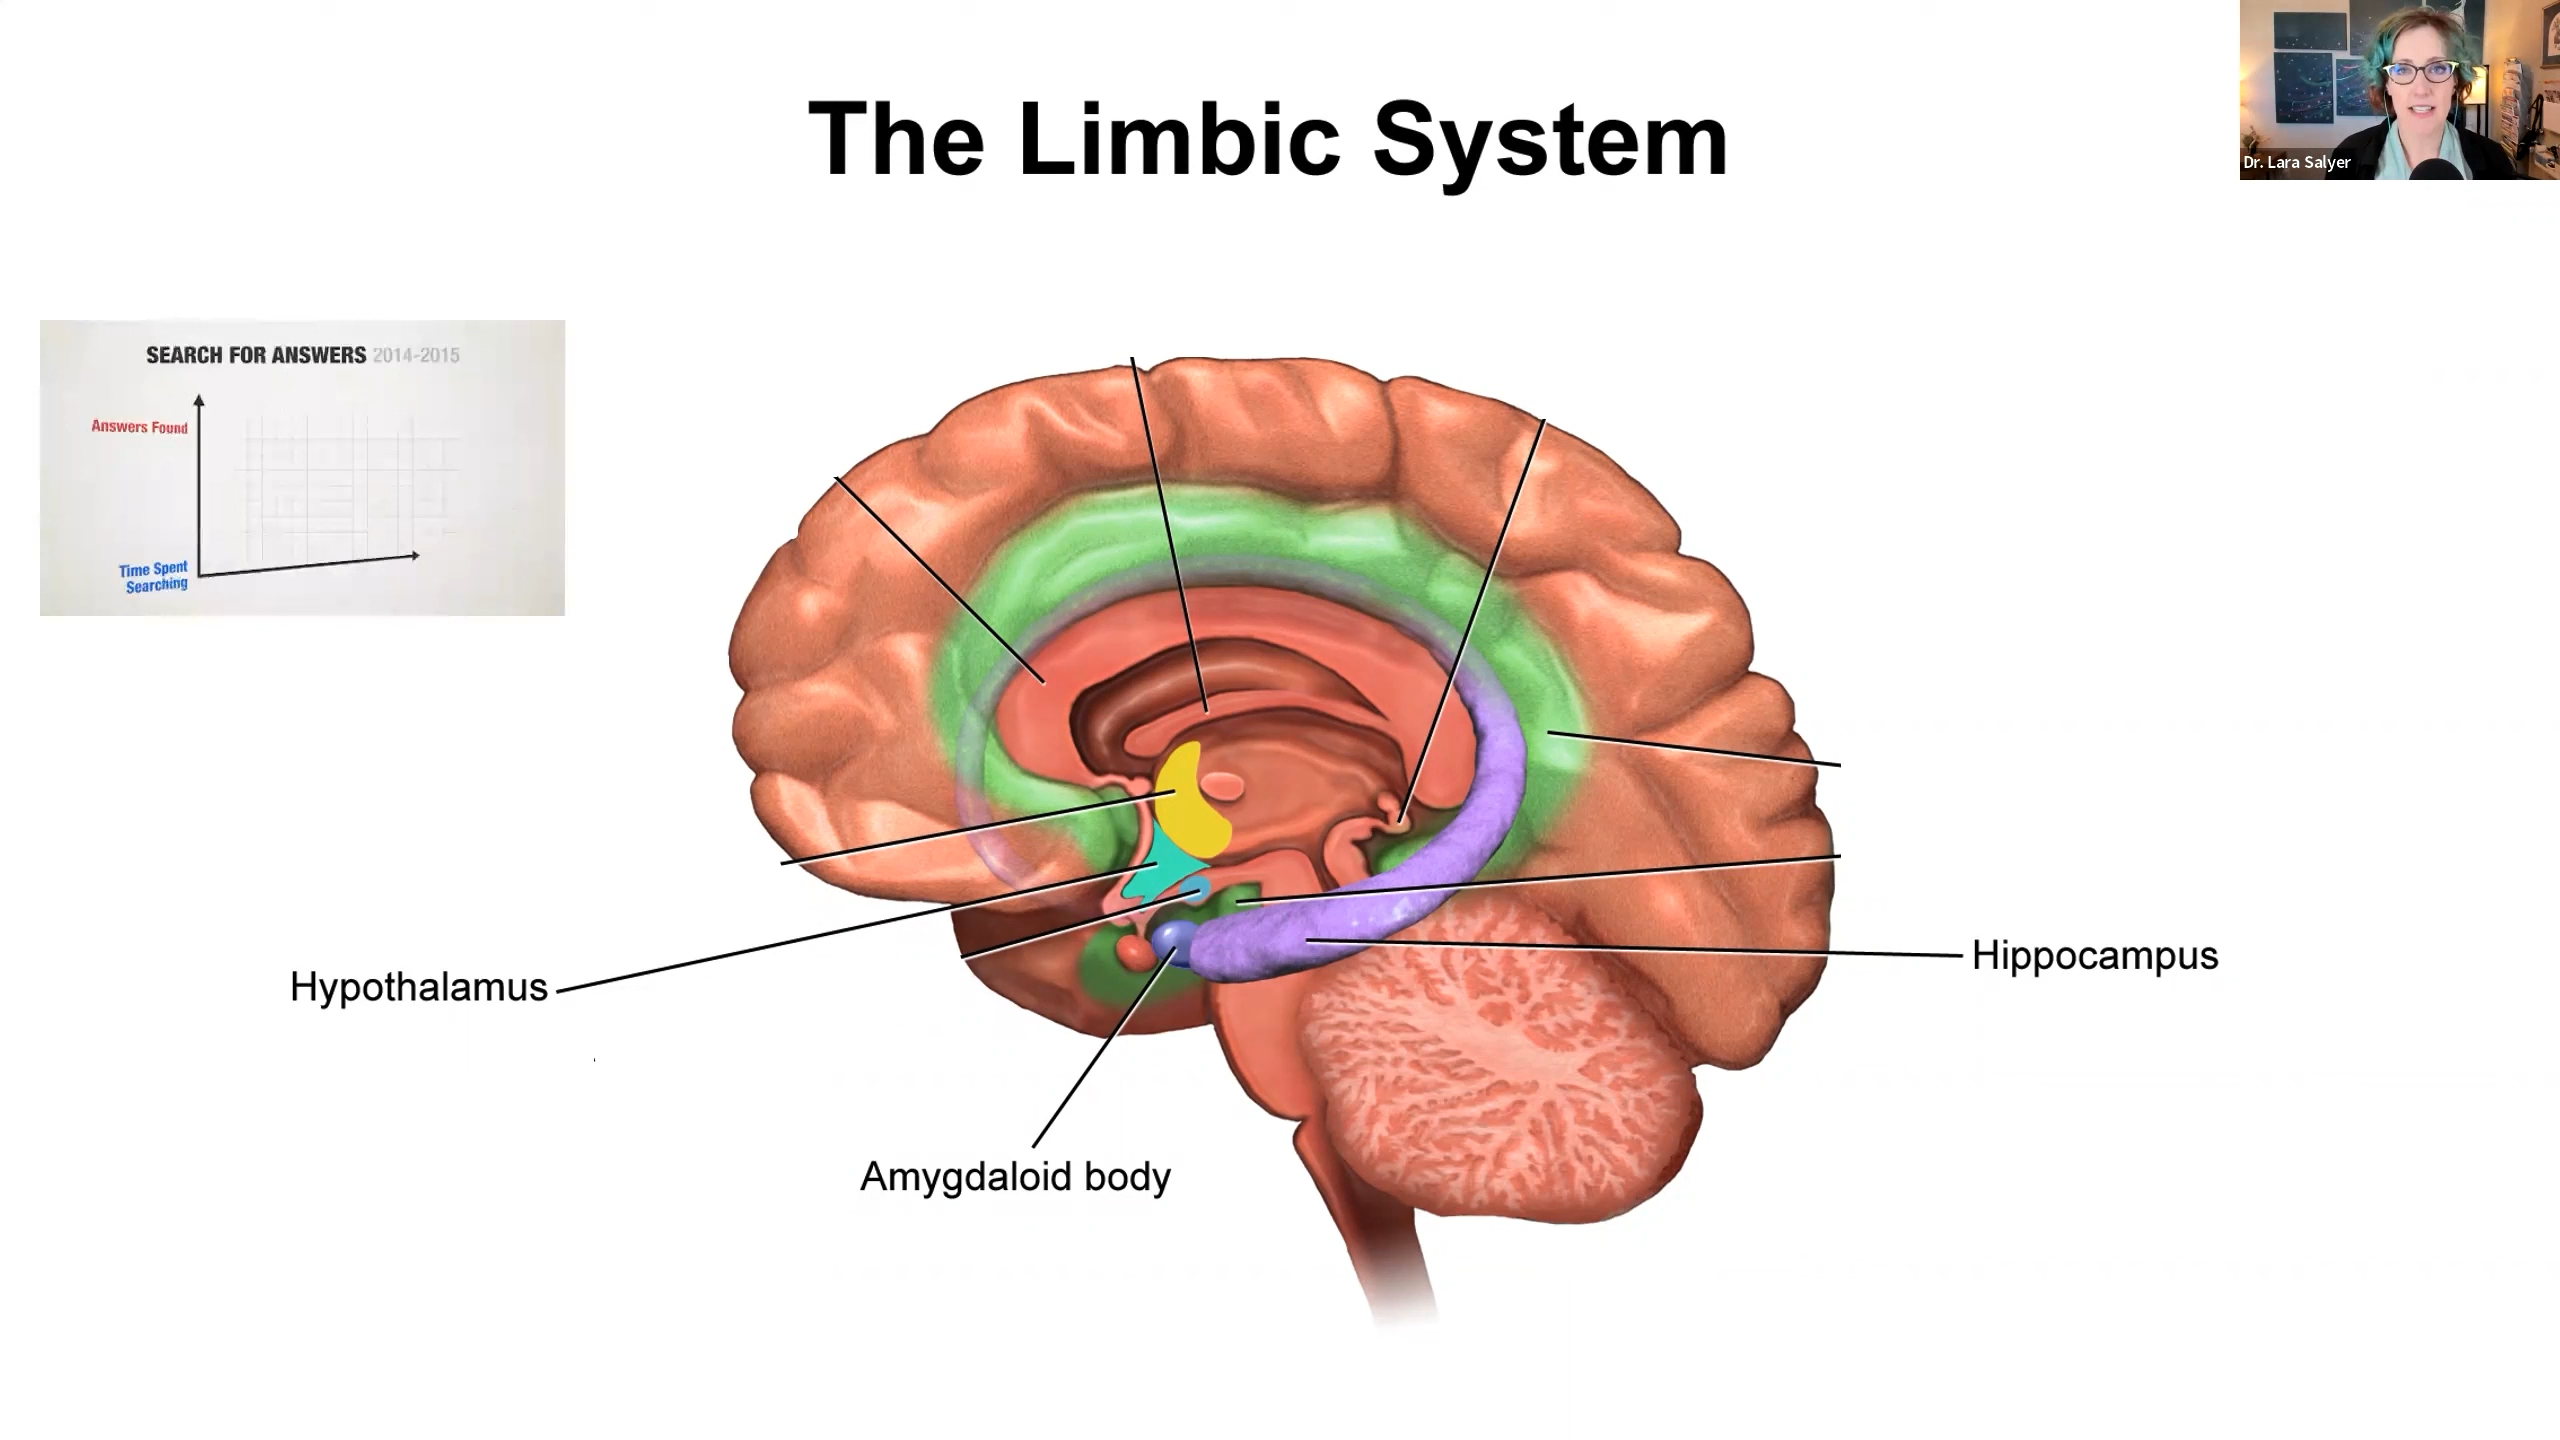 The Limbic System
Dr. Lara Salyer
SEARCH FOR ANSWERS 2014-2015
Answers Found
Time Spent
Searching
Hypothalamus
Hippocampus
Amygdaloid body